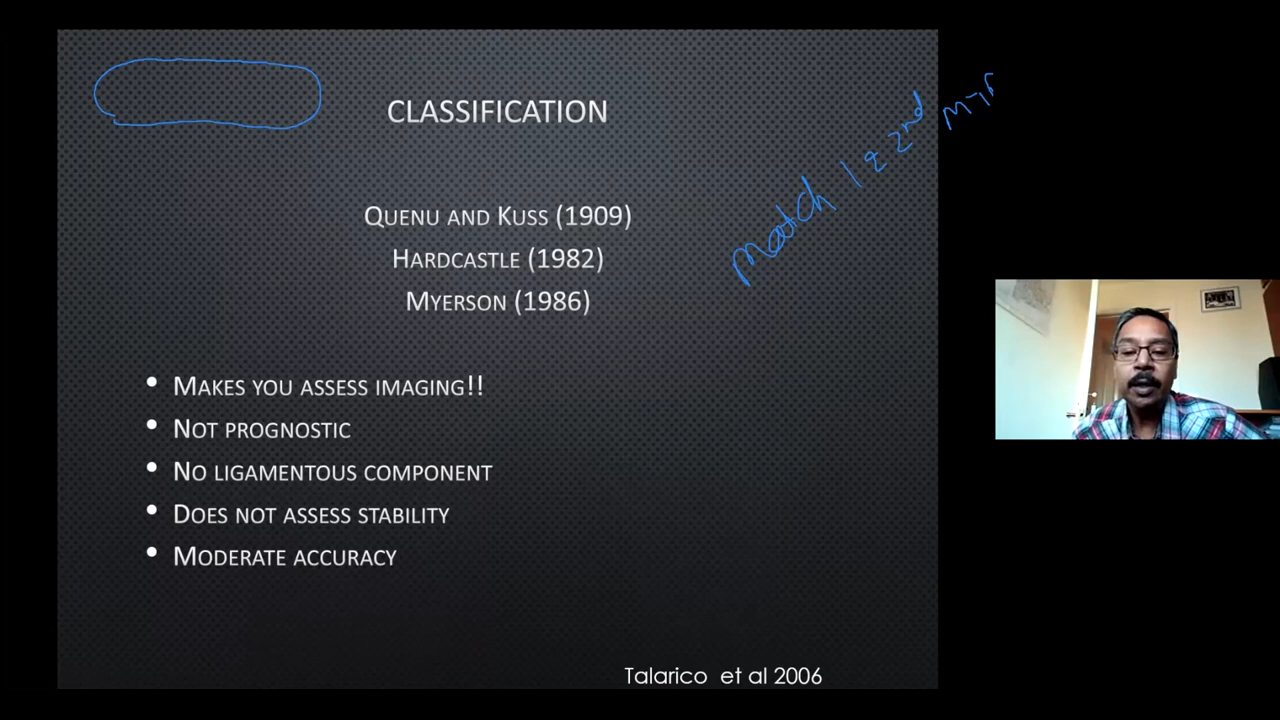 CLASSIFICATION
match 1 & 2nd
QUENU AND KUSS (1909)
HARDCASTLE (1982)
MYERSON (1986)
• MAKES YOU ASSESS IMAGING!!
• NOT PROGNOSTIC
• NO LIGAMENTOUS COMPONENT
• DOES NOT ASSESS STABILITY
• MODERATE ACCURACY
Talarico et al 2006